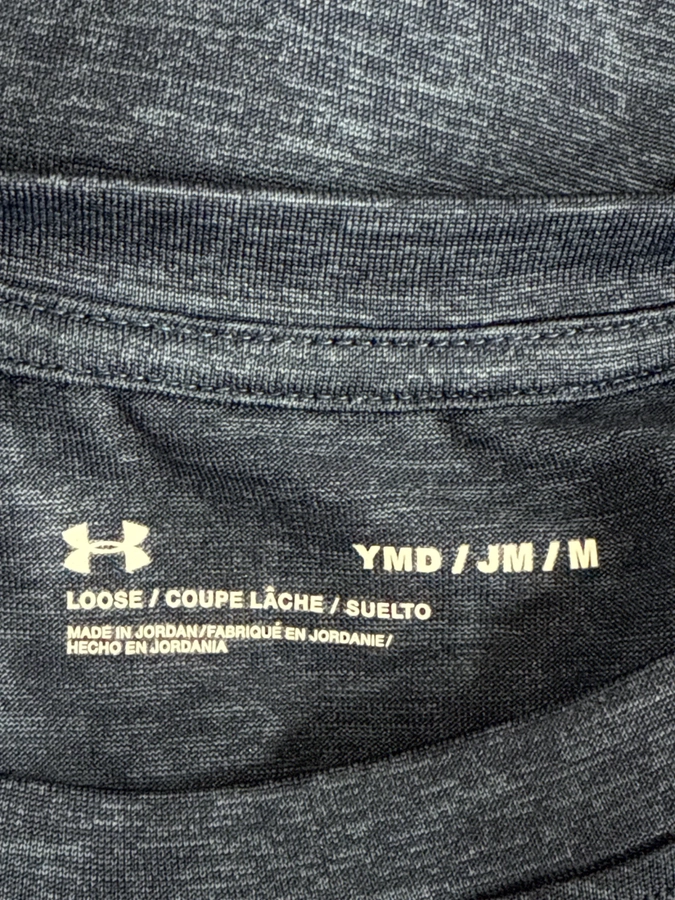 YMD / JM / M
LOOSE / COUPE LÂCHE / SUELTO
MADE IN JORDAN/FABRIQUÉ EN JORDANIE/
HECHO EN JORDANIA